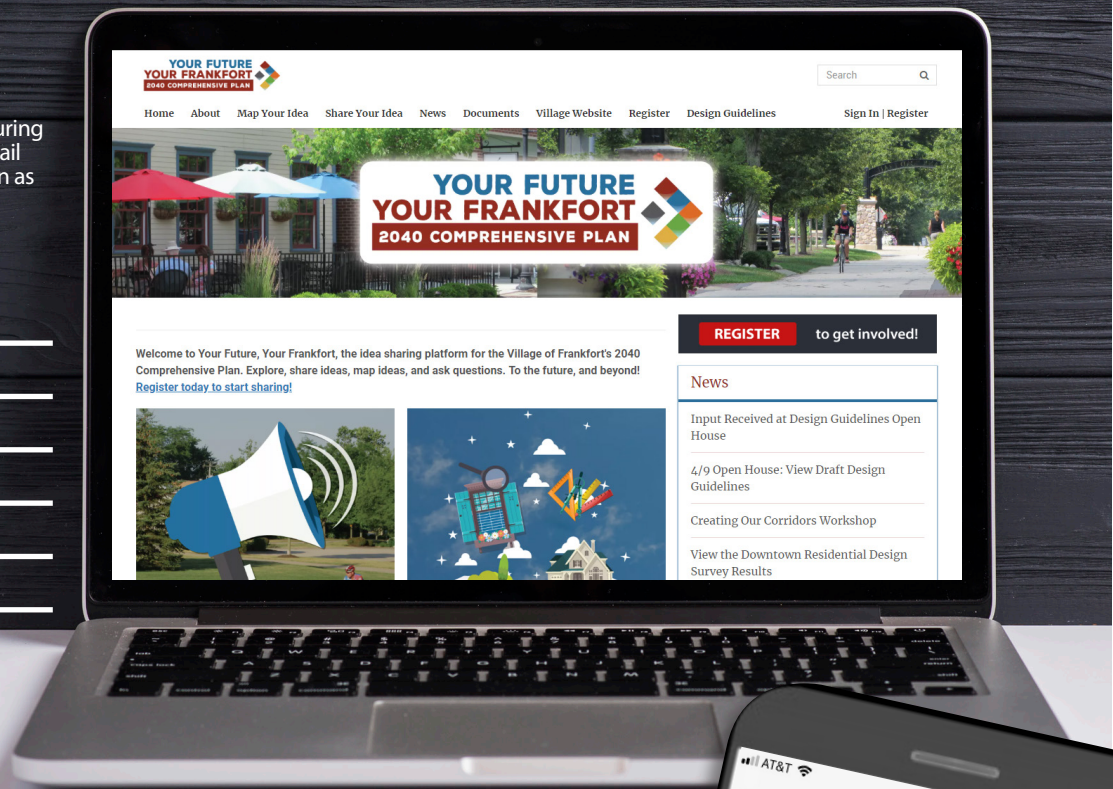 uring
ail
n as
YOUR FUTURE
YOUR FRANKFORT
2040 COMPREHENSIVE PLAN
Search
Home About Map Your Idea Share Your Idea News Documents Village Website Register Design Guidelines Sign In | Register
YOUR FUTURE
YOUR FRANKFORT
2040 COMPREHENSIVE PLAN
Welcome to Your Future, Your Frankfort, the idea sharing platform for the Village of Frankfort's 2040
Comprehensive Plan. Explore, share ideas, map ideas, and ask questions. To the future, and beyond!
Register today to start sharing!
REGISTER to get involved!
News
Input Received at Design Guidelines Open
House
4/9 Open House: View Draft Design
Guidelines
Creating Our Corridors Workshop
View the Downtown Residential Design
Survey Results
AT&T